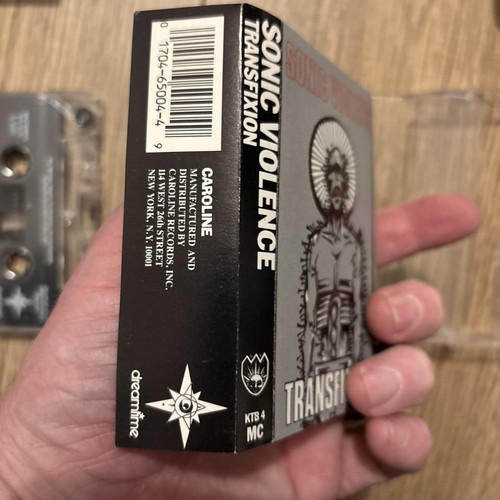 0 1704-65004-4 9
CAROLINE
MANUFACTURED AND
DISTRIBUTED BY
CAROLINE RECORDS, INC.
114 WEST 26th STREET
NEW YORK, N.Y. 10001
dreamtime
SONIC VIOLENCE
TRANSFIXION
KTB 4
MC
SONIC
TRANSFI